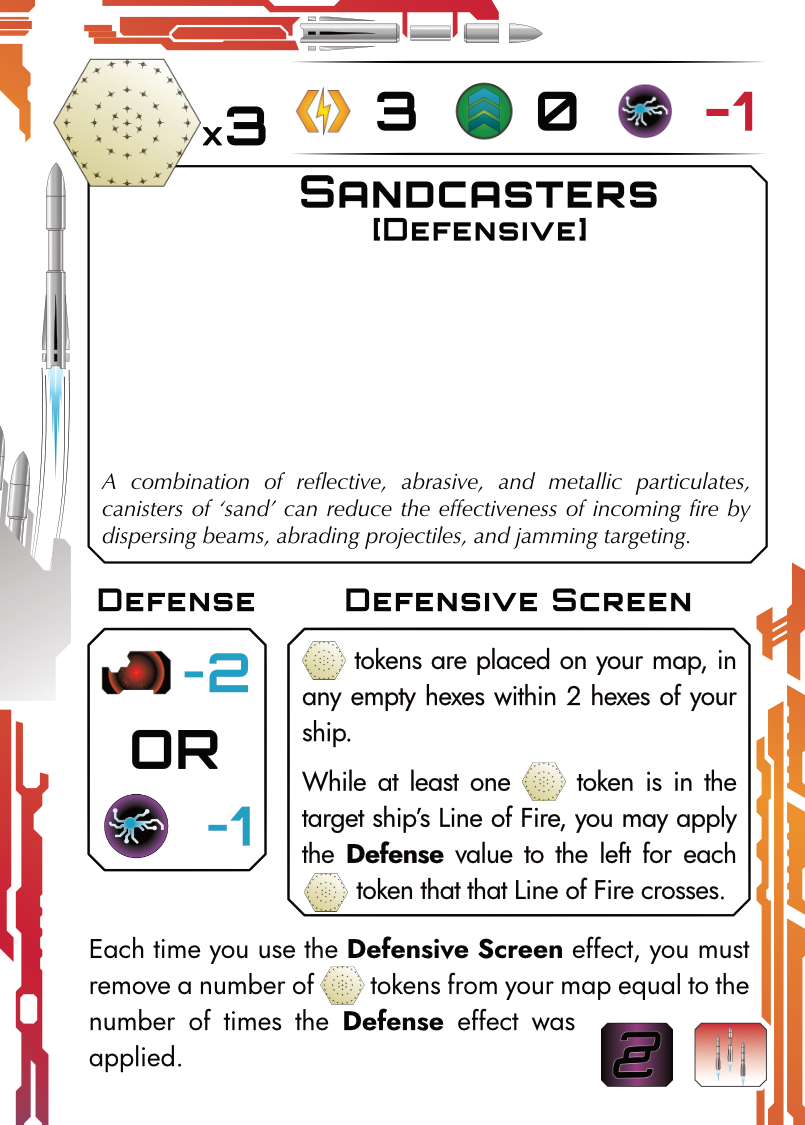 x3 3 0 -1
SANDCASTERS
[DEFENSIVE]
A combination of reflective, abrasive, and metallic particulates,
canisters of ‘sand’ can reduce the effectiveness of incoming fire by
dispersing beams, abrading projectiles, and jamming targeting.
DEFENSE
-2
OR
-1
DEFENSIVE SCREEN
tokens are placed on your map, in
any empty hexes within 2 hexes of your
ship.
While at least one token is in the
target ship’s Line of Fire, you may apply
the Defense value to the left for each
token that that Line of Fire crosses.
Each time you use the Defensive Screen effect, you must
remove a number of tokens from your map equal to the
number of times the Defense effect was
applied.
2